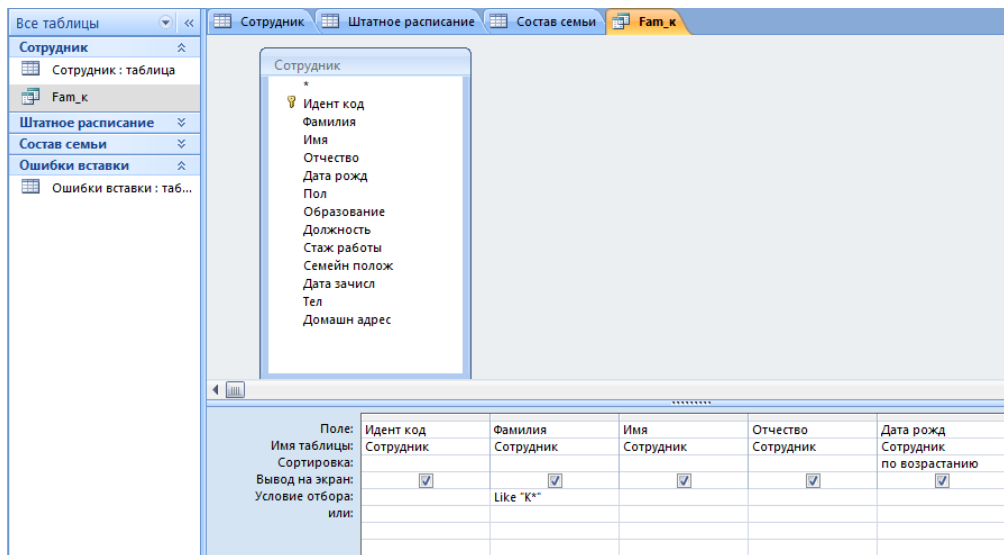 Все таблицы
Сотрудник
Сотрудник : таблица
Fam_к
Штатное расписание
Состав семьи
Ошибки вставки
Ошибки вставки : таб...
Сотрудник Штатное расписание Состав семьи Fam_к
Сотрудник
*
Идент код
Фамилия
Имя
Отчество
Дата рожд
Пол
Образование
Должность
Стаж работы
Семейн полож
Дата зачисл
Тел
Домашн адрес
Поле: Идент код Фамилия Имя Отчество Дата рожд
Имя таблицы: Сотрудник Сотрудник Сотрудник Сотрудник Сотрудник
Сортировка: по возрастанию
Вывод на экран:
Условие отбора: Like "К*"
или: